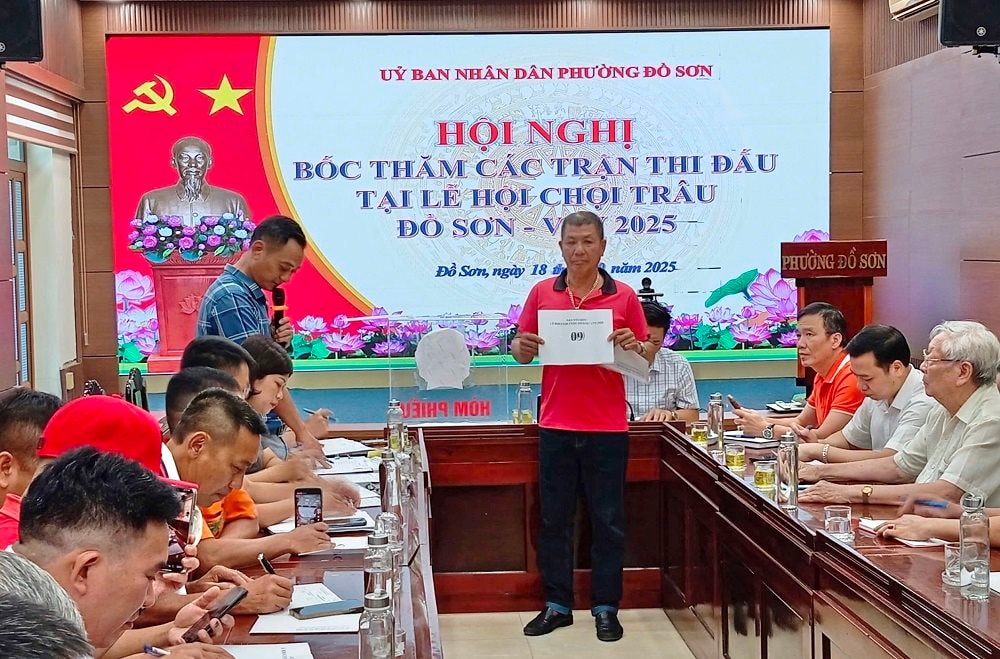 UỶ BAN NHÂN DÂN PHƯỜNG ĐỒ SƠN
HỘI NGHỊ
BỐC THĂM CÁC TRẬN THI ĐẤU
TẠI LỄ HỘI CHỌI TRÂU
ĐỒ SƠN - 2025
Đồ Sơn, ngày 18 năm 2025
PHƯỜNG ĐỒ SƠN
09
HÒM PHIẾU